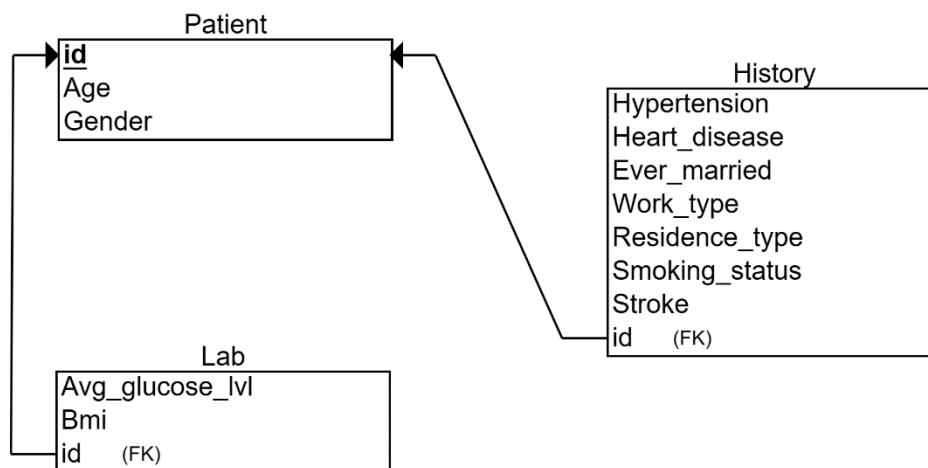 Patient
id
Age
Gender
History
Hypertension
Heart_disease
Ever_married
Work_type
Residence_type
Smoking_status
Stroke
id (FK)
Lab
Avg_glucose_lvl
Bmi
id (FK)